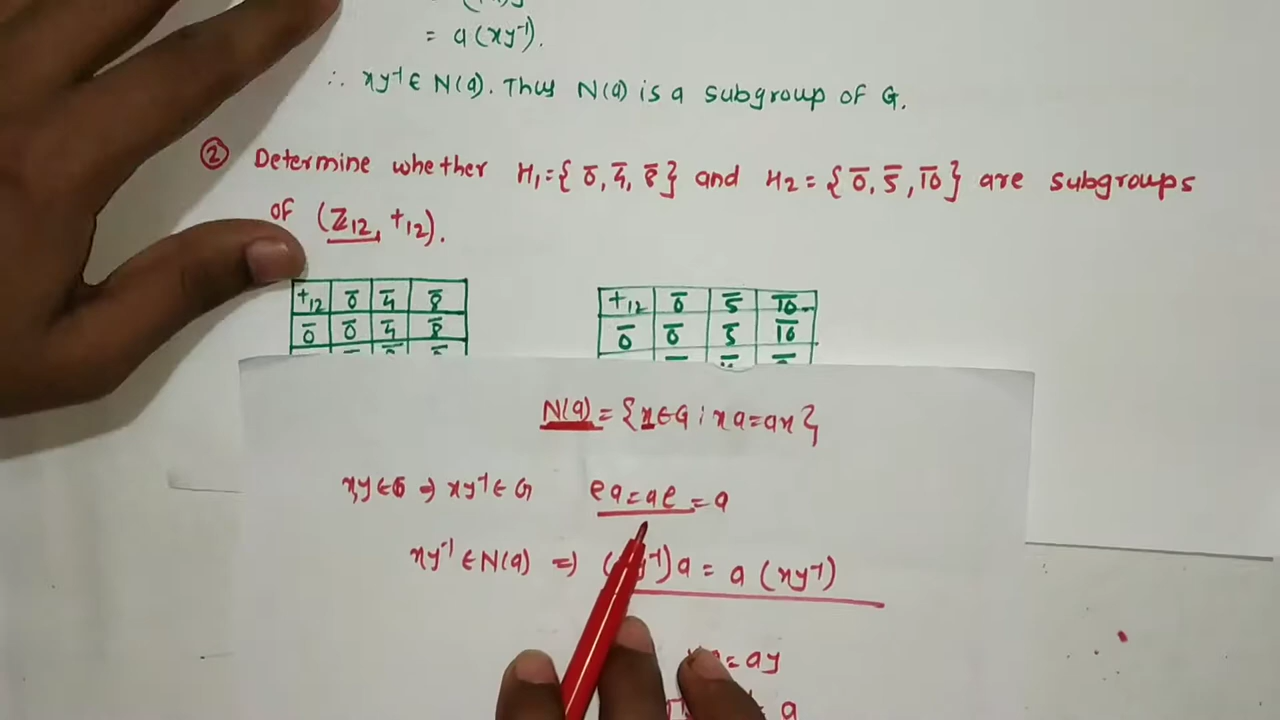 = a(xy⁻¹).
∴ xy⁻¹ ∈ N(a). Thus N(a) is a subgroup of G.
② Determine whether H₁={0̅, 4̅, 8̅} and H₂ = {0̅, 5̅, 1̅0̅} are subgroups
of (Z₁₂, +₁₂).
+₁₂ 0̅ 4̅ 8̅
0̅ 0̅ 4̅ 8̅
+₁₂ 0̅ 5̅ 1̅0̅
0̅ 0̅ 5̅ 1̅0̅
N(a) = {x∈G : xa=ax}
xy∈G ⇒ xy⁻¹∈G ea=ae=a
xy⁻¹ ∈ N(a) ⇒ (y⁻¹)a = a(xy⁻¹)
= ay
a